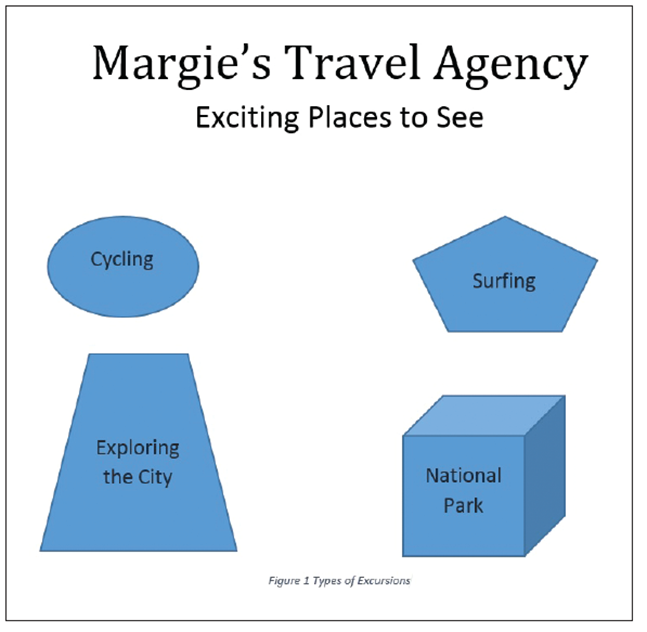 Margie’s Travel Agency
Exciting Places to See
Cycling
Surfing
Exploring
the City
National
Park
Figure 1 Types of Excursions